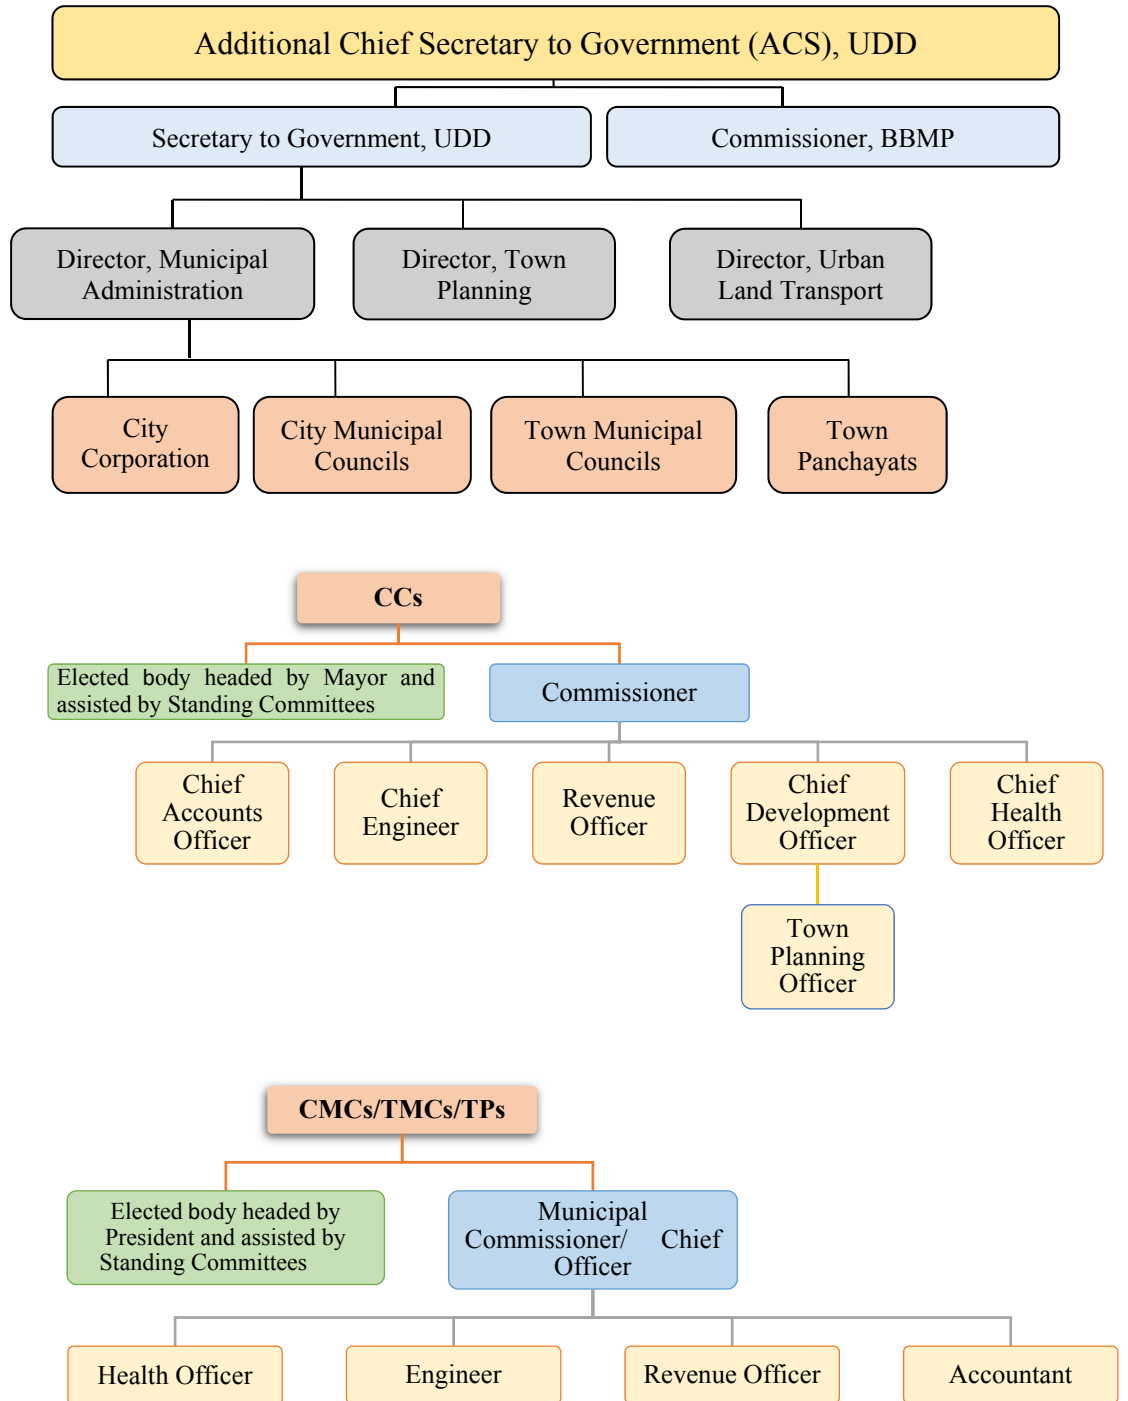 Additional Chief Secretary to Government (ACS), UDD
Secretary to Government, UDD
Commissioner, BBMP
Director, Municipal
Administration
Director, Town
Planning
Director, Urban
Land Transport
City
Corporation
City Municipal
Councils
Town Municipal
Councils
Town
Panchayats
CCs
Elected body headed by Mayor and
assisted by Standing Committees
Commissioner
Chief
Accounts
Officer
Chief
Engineer
Revenue
Officer
Chief
Development
Officer
Chief
Health
Officer
Town
Planning
Officer
CMCs/TMCs/TPs
Elected body headed by
President and assisted by
Standing Committees
Municipal
Commissioner/ Chief
Officer
Health Officer
Engineer
Revenue Officer
Accountant